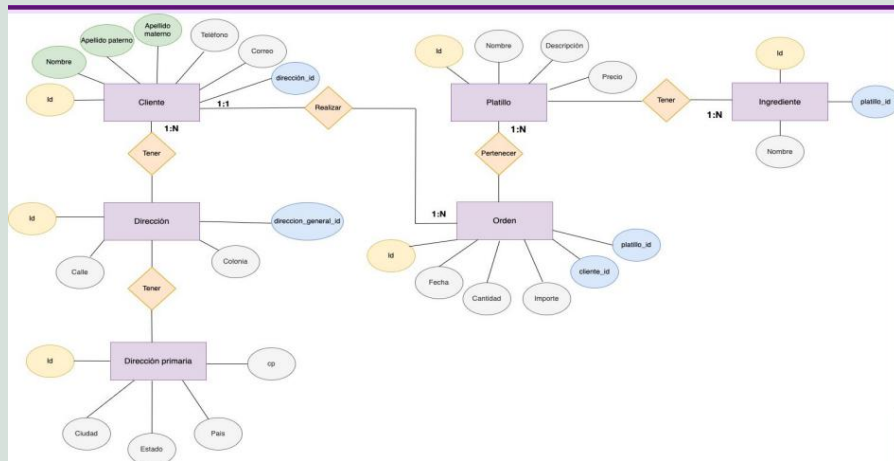 Apellido
materno
Apellido paterno
Teléfono
Nombre
Correo
dirección_id
Id
Cliente
1:1
Realizar
1:N
Tener
Id
Dirección
direccion_general_id
Calle
Colonia
Tener
Id
Dirección primaria
cp
Ciudad
Estado
País
Id
Nombre
Descripción
Precio
Platillo
1:N
Tener
1:N
Id
Ingrediente
platillo_id
Nombre
Pertenecer
1:N
Orden
Id
platillo_id
cliente_id
Fecha
Cantidad
Importe